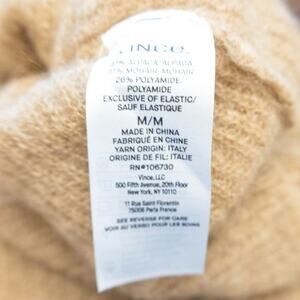 VINCE.
ALPACA/ALPAGA
MOHAIR/MOHAIR
26% POLYAMIDE/
POLYAMIDE
EXCLUSIVE OF ELASTIC/
SAUF ELASTIQUE
M/M
MADE IN CHINA
FABRIQUÉ EN CHINE
YARN ORIGIN: ITALY
ORIGINE DE FIL: ITALIE
RN#106730
Vince, LLC
500 Fifth Avenue, 20th Floor
New York, NY 10110
11 Rue Saint Florentin
75008 Paris France
SEE REVERSE FOR CARE
VOIR AU VERSO POUR LES SOINS